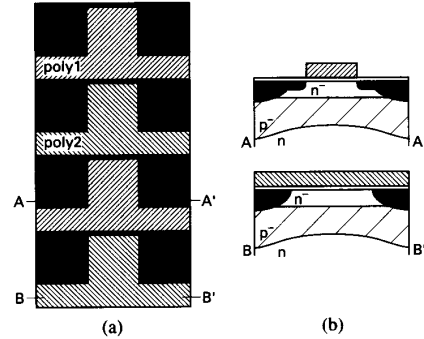 poly1
poly2
A A'
B B'
(a)
n⁻
p⁻
A n A'
n⁻
p⁻
B n B'
(b)